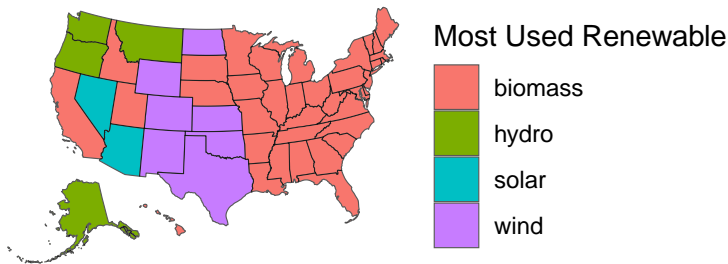 Most Used Renewable
biomass
hydro
solar
wind